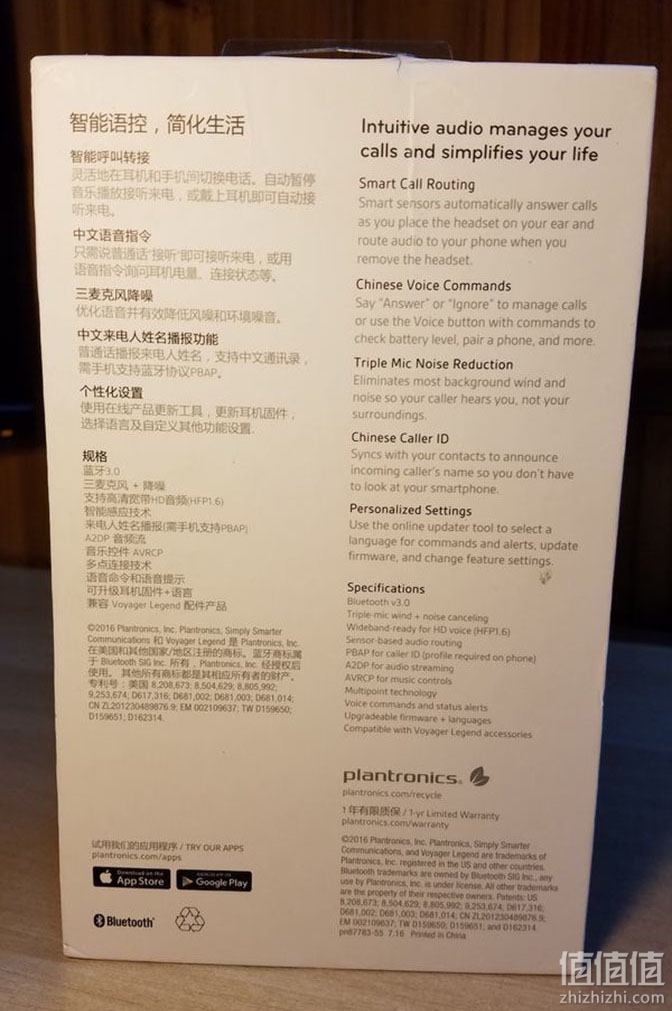 智能语控，简化生活
智能呼叫转接
灵活地在耳机和手机间切换电话。自动暂停
音乐播放接听来电，或戴上耳机即可自动接
听来电。
中文语音指令
只需说普通话“接听”即可接听来电，或用
语音指令询问耳机电量、连接状态等。
三麦克风降噪
优化语音并有效降低风噪和环境噪音。
中文来电人姓名播报功能
普通话播报来电人姓名，支持中文通讯录，
需手机支持蓝牙协议PBAP。
个性化设置
使用在线产品更新工具，更新耳机固件，
选择语言及自定义其他功能设置.
规格
蓝牙3.0
三麦克风 + 降噪
支持高清宽带HD音频(HFP1.6)
智能感应技术
来电人姓名播报(需手机支持PBAP)
A2DP 音频流
音乐控件 AVRCP
多点连接技术
语音命令和语音提示
可升级耳机固件+语言
兼容 Voyager Legend 配件产品
©2016 Plantronics, Inc. Plantronics, Simply Smarter
Communications 和 Voyager Legend 是 Plantronics, Inc.
在美国和其他国家/地区注册的商标。蓝牙商标属
于 Bluetooth SIG Inc. 所有，Plantronics, Inc. 经授权后
使用。 其他所有商标都是其相应所有者的财产。
专利号：美国 8,208,673; 8,504,629; 8,805,992;
9,253,674; D617,316; D681,002; D681,003; D681,014;
CN ZL201230489876.9; EM 002109637; TW D159650;
D159651; D162314.
试用我们的应用程序 / TRY OUR APPS
plantronics.com/apps
Download on the
App Store
ANDROID APP ON
Google Play
Bluetooth®
Intuitive audio manages your
calls and simplifies your life
Smart Call Routing
Smart sensors automatically answer calls
as you place the headset on your ear and
route audio to your phone when you
remove the headset.
Chinese Voice Commands
Say “Answer” or “Ignore” to manage calls
or use the Voice button with commands to
check battery level, pair a phone, and more.
Triple Mic Noise Reduction
Eliminates most background wind and
noise so your caller hears you, not your
surroundings.
Chinese Caller ID
Syncs with your contacts to announce
incoming caller’s name so you don’t have
to look at your smartphone.
Personalized Settings
Use the online updater tool to select a
language for commands and alerts, update
firmware, and change feature settings.
Specifications
Bluetooth v3.0
Triple-mic wind + noise canceling
Wideband-ready for HD voice (HFP1.6)
Sensor-based audio routing
PBAP for caller ID (profile required on phone)
A2DP for audio streaming
AVRCP for music controls
Multipoint technology
Voice commands and status alerts
Upgradeable firmware + languages
Compatible with Voyager Legend accessories
plantronics®
plantronics.com/recycle
1 年有限质保 / 1-yr Limited Warranty
plantronics.com/warranty
©2016 Plantronics, Inc. Plantronics, Simply Smarter
Communications, and Voyager Legend are trademarks of
Plantronics, Inc. registered in the US and other countries.
Bluetooth trademarks are owned by Bluetooth SIG Inc., any
use by Plantronics, Inc. is under license. All other trademarks
are the property of their respective owners. Patents: US
8,208,673; 8,504,629; 8,805,992; 9,253,674; D617,316;
D681,002; D681,003; D681,014; CN ZL201230489876.9;
EM 002109637; TW D159650; D159651; and D162314
pn87783-55 7.16 Printed in China
值值值
zhizhizhi.com